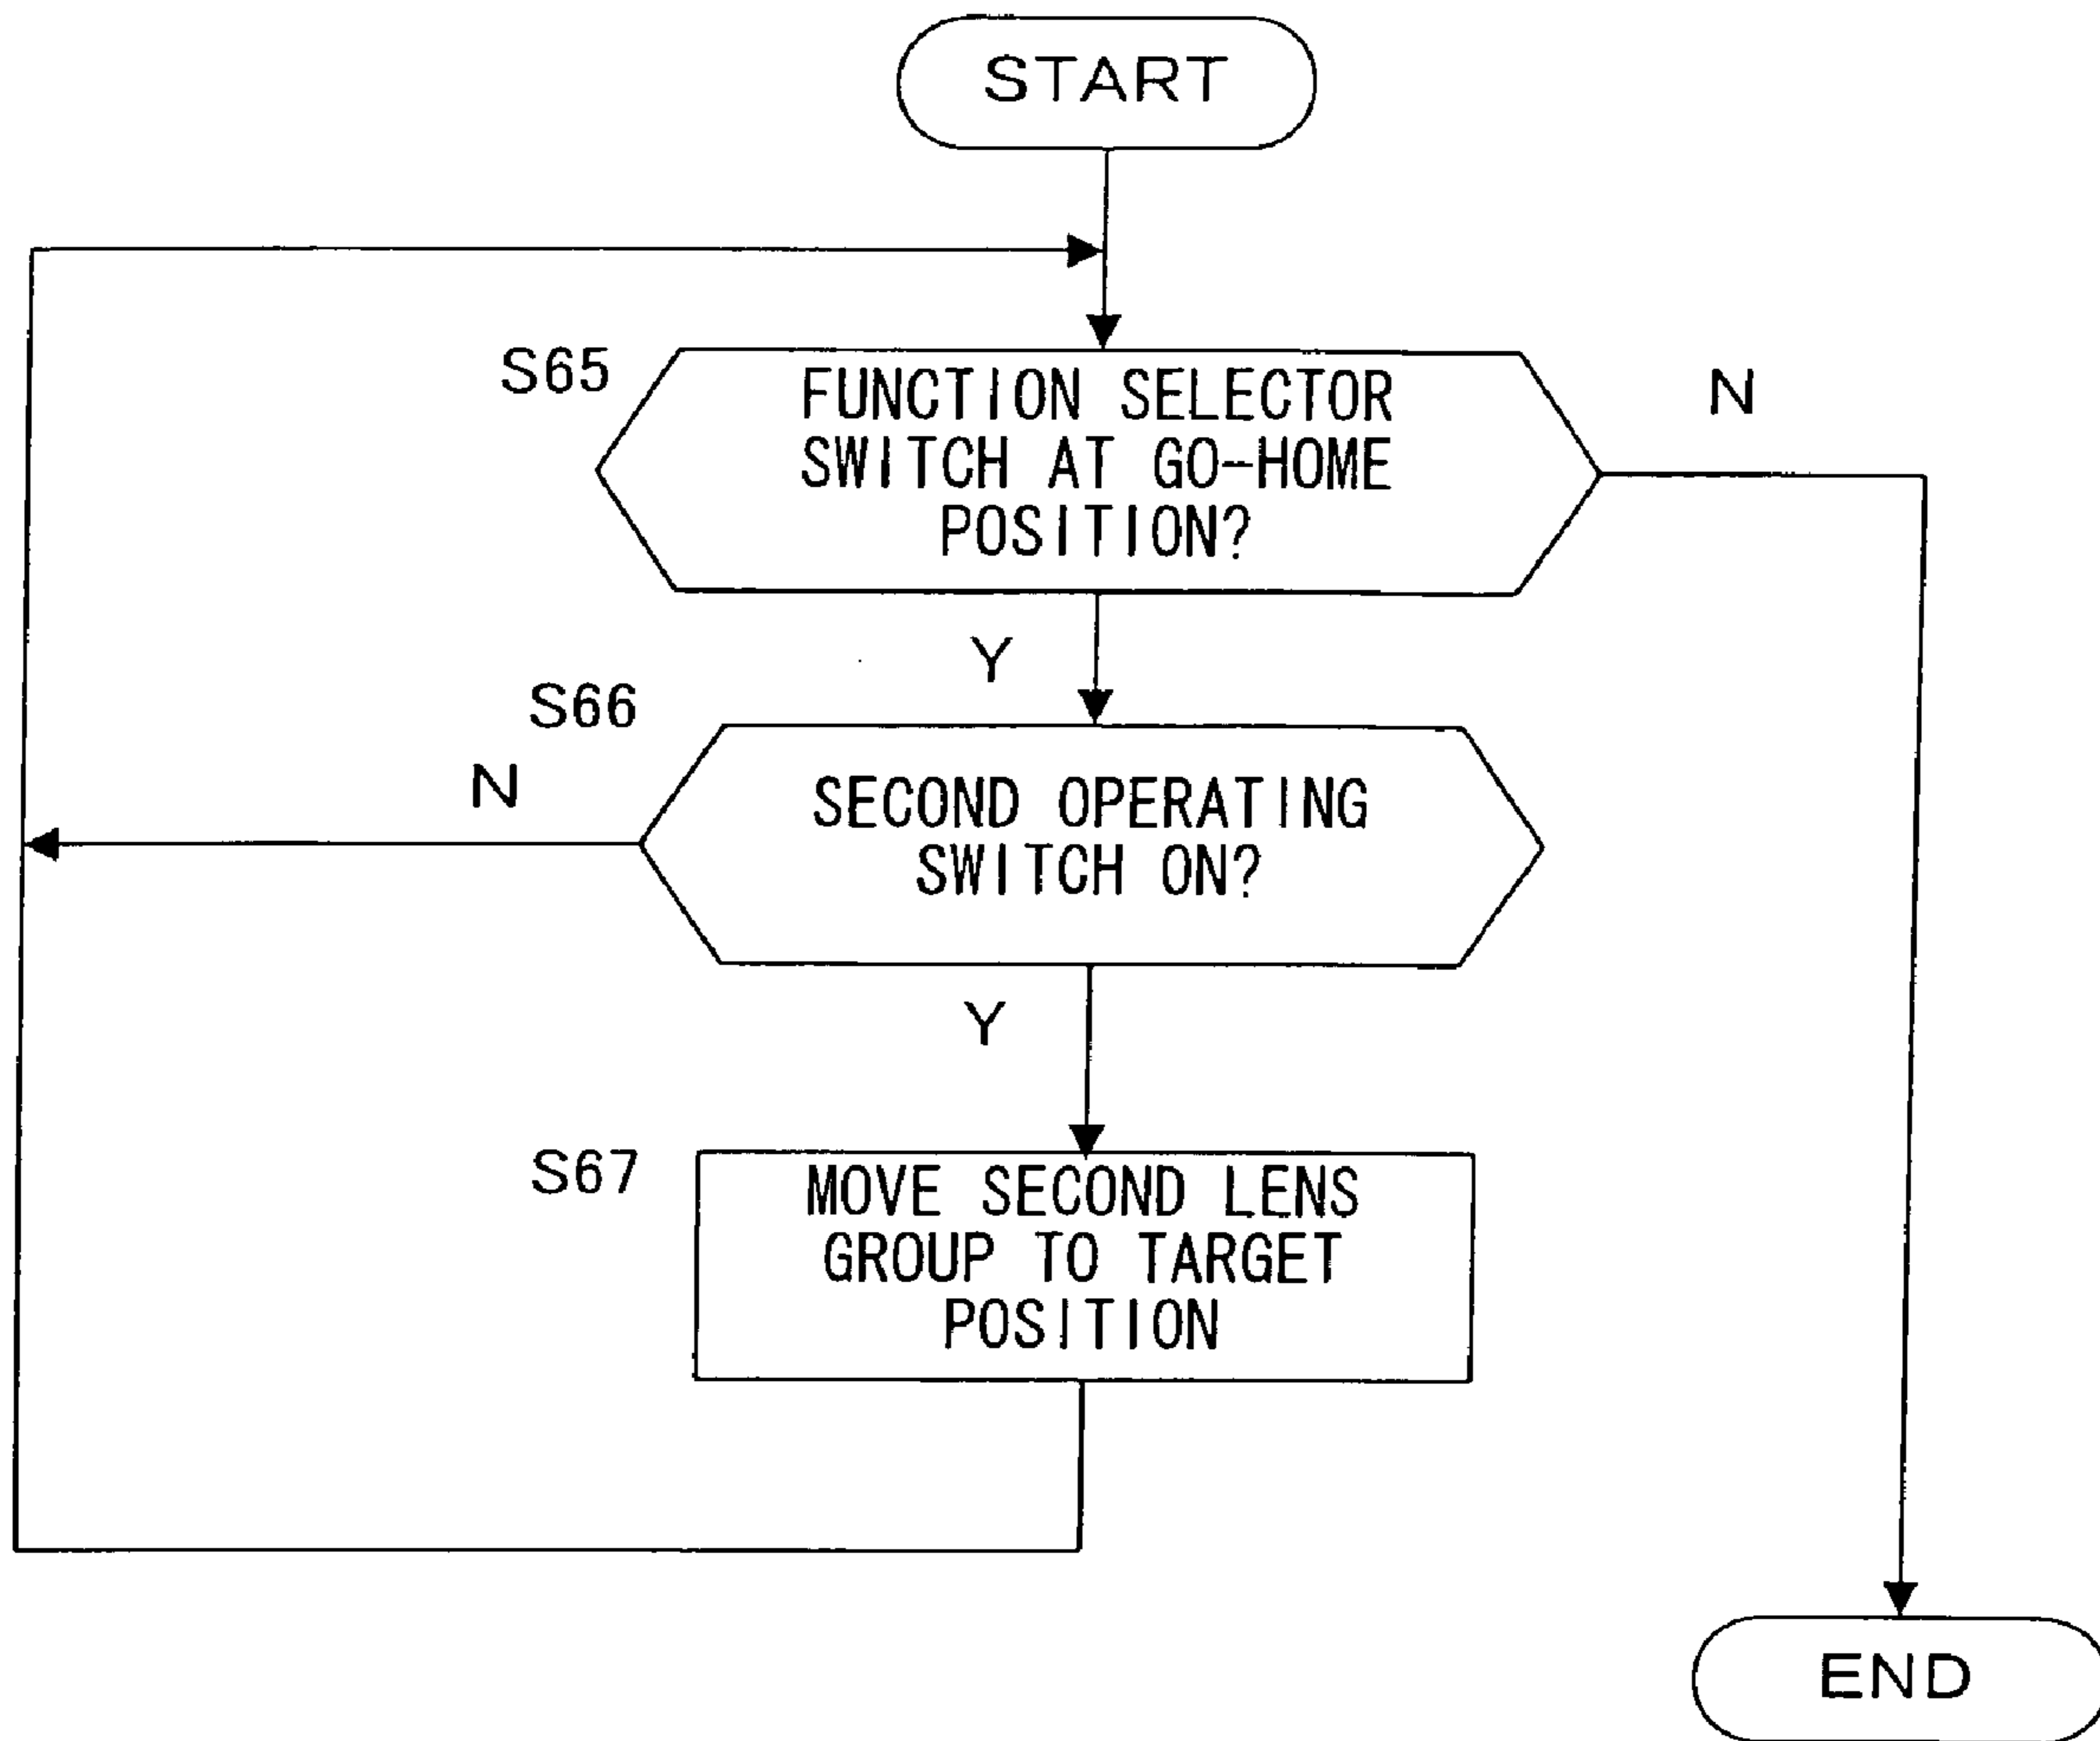 START
S65
FUNCTION SELECTOR
SWITCH AT GO-HOME
POSITION?
N
Y
S66
N
SECOND OPERATING
SWITCH ON?
Y
S67
MOVE SECOND LENS
GROUP TO TARGET
POSITION
END